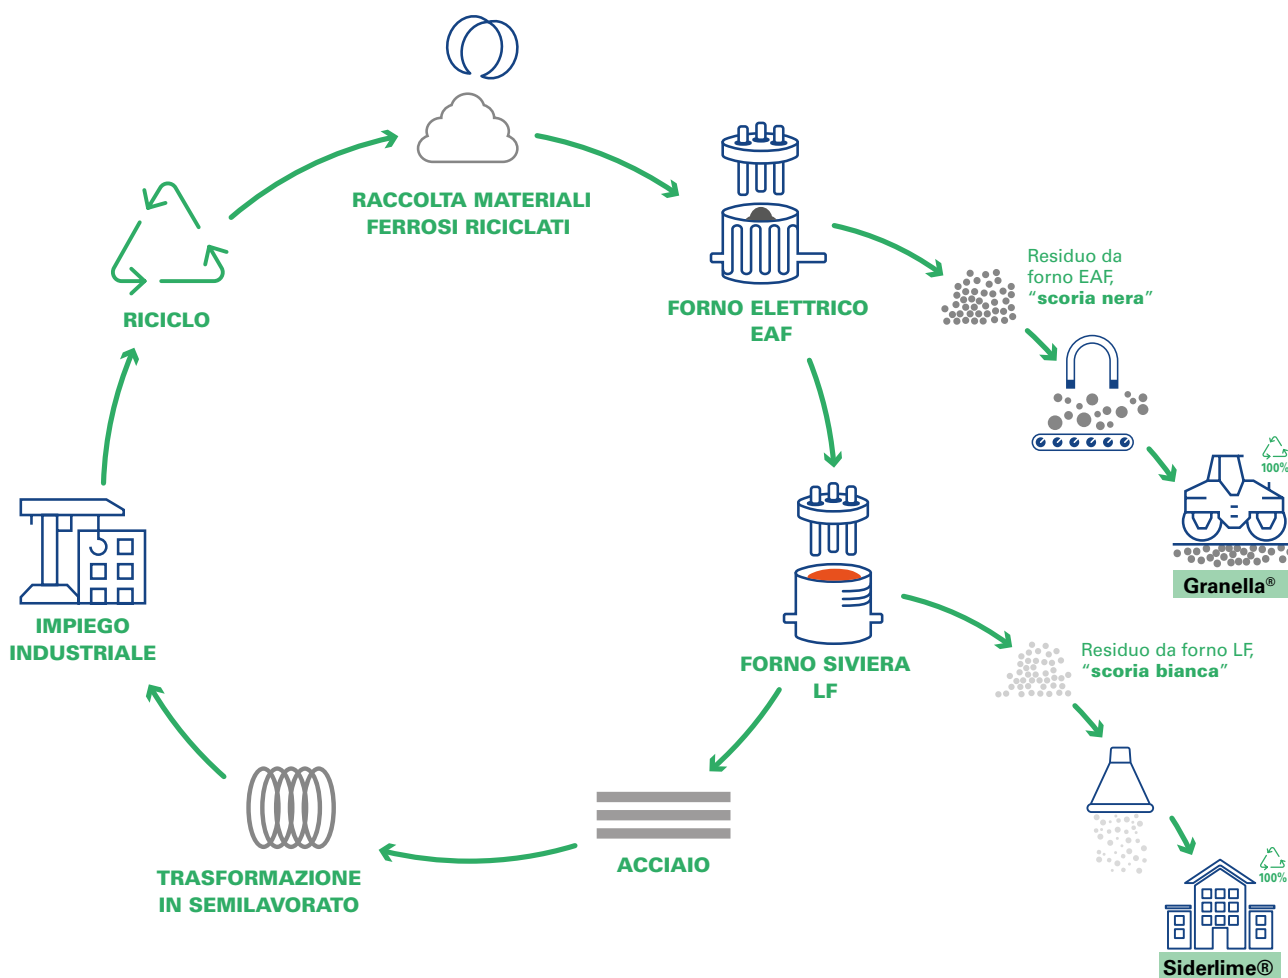 RACCOLTA MATERIALI
FERROSI RICICLATI
FORNO ELETTRICO
EAF
Residuo da
forno EAF,
“scoria nera”
100%
Granella®
FORNO SIVIERA
LF
Residuo da forno LF,
“scoria bianca”
100%
Siderlime®
ACCIAIO
TRASFORMAZIONE
IN SEMILAVORATO
IMPIEGO
INDUSTRIALE
RICICLO